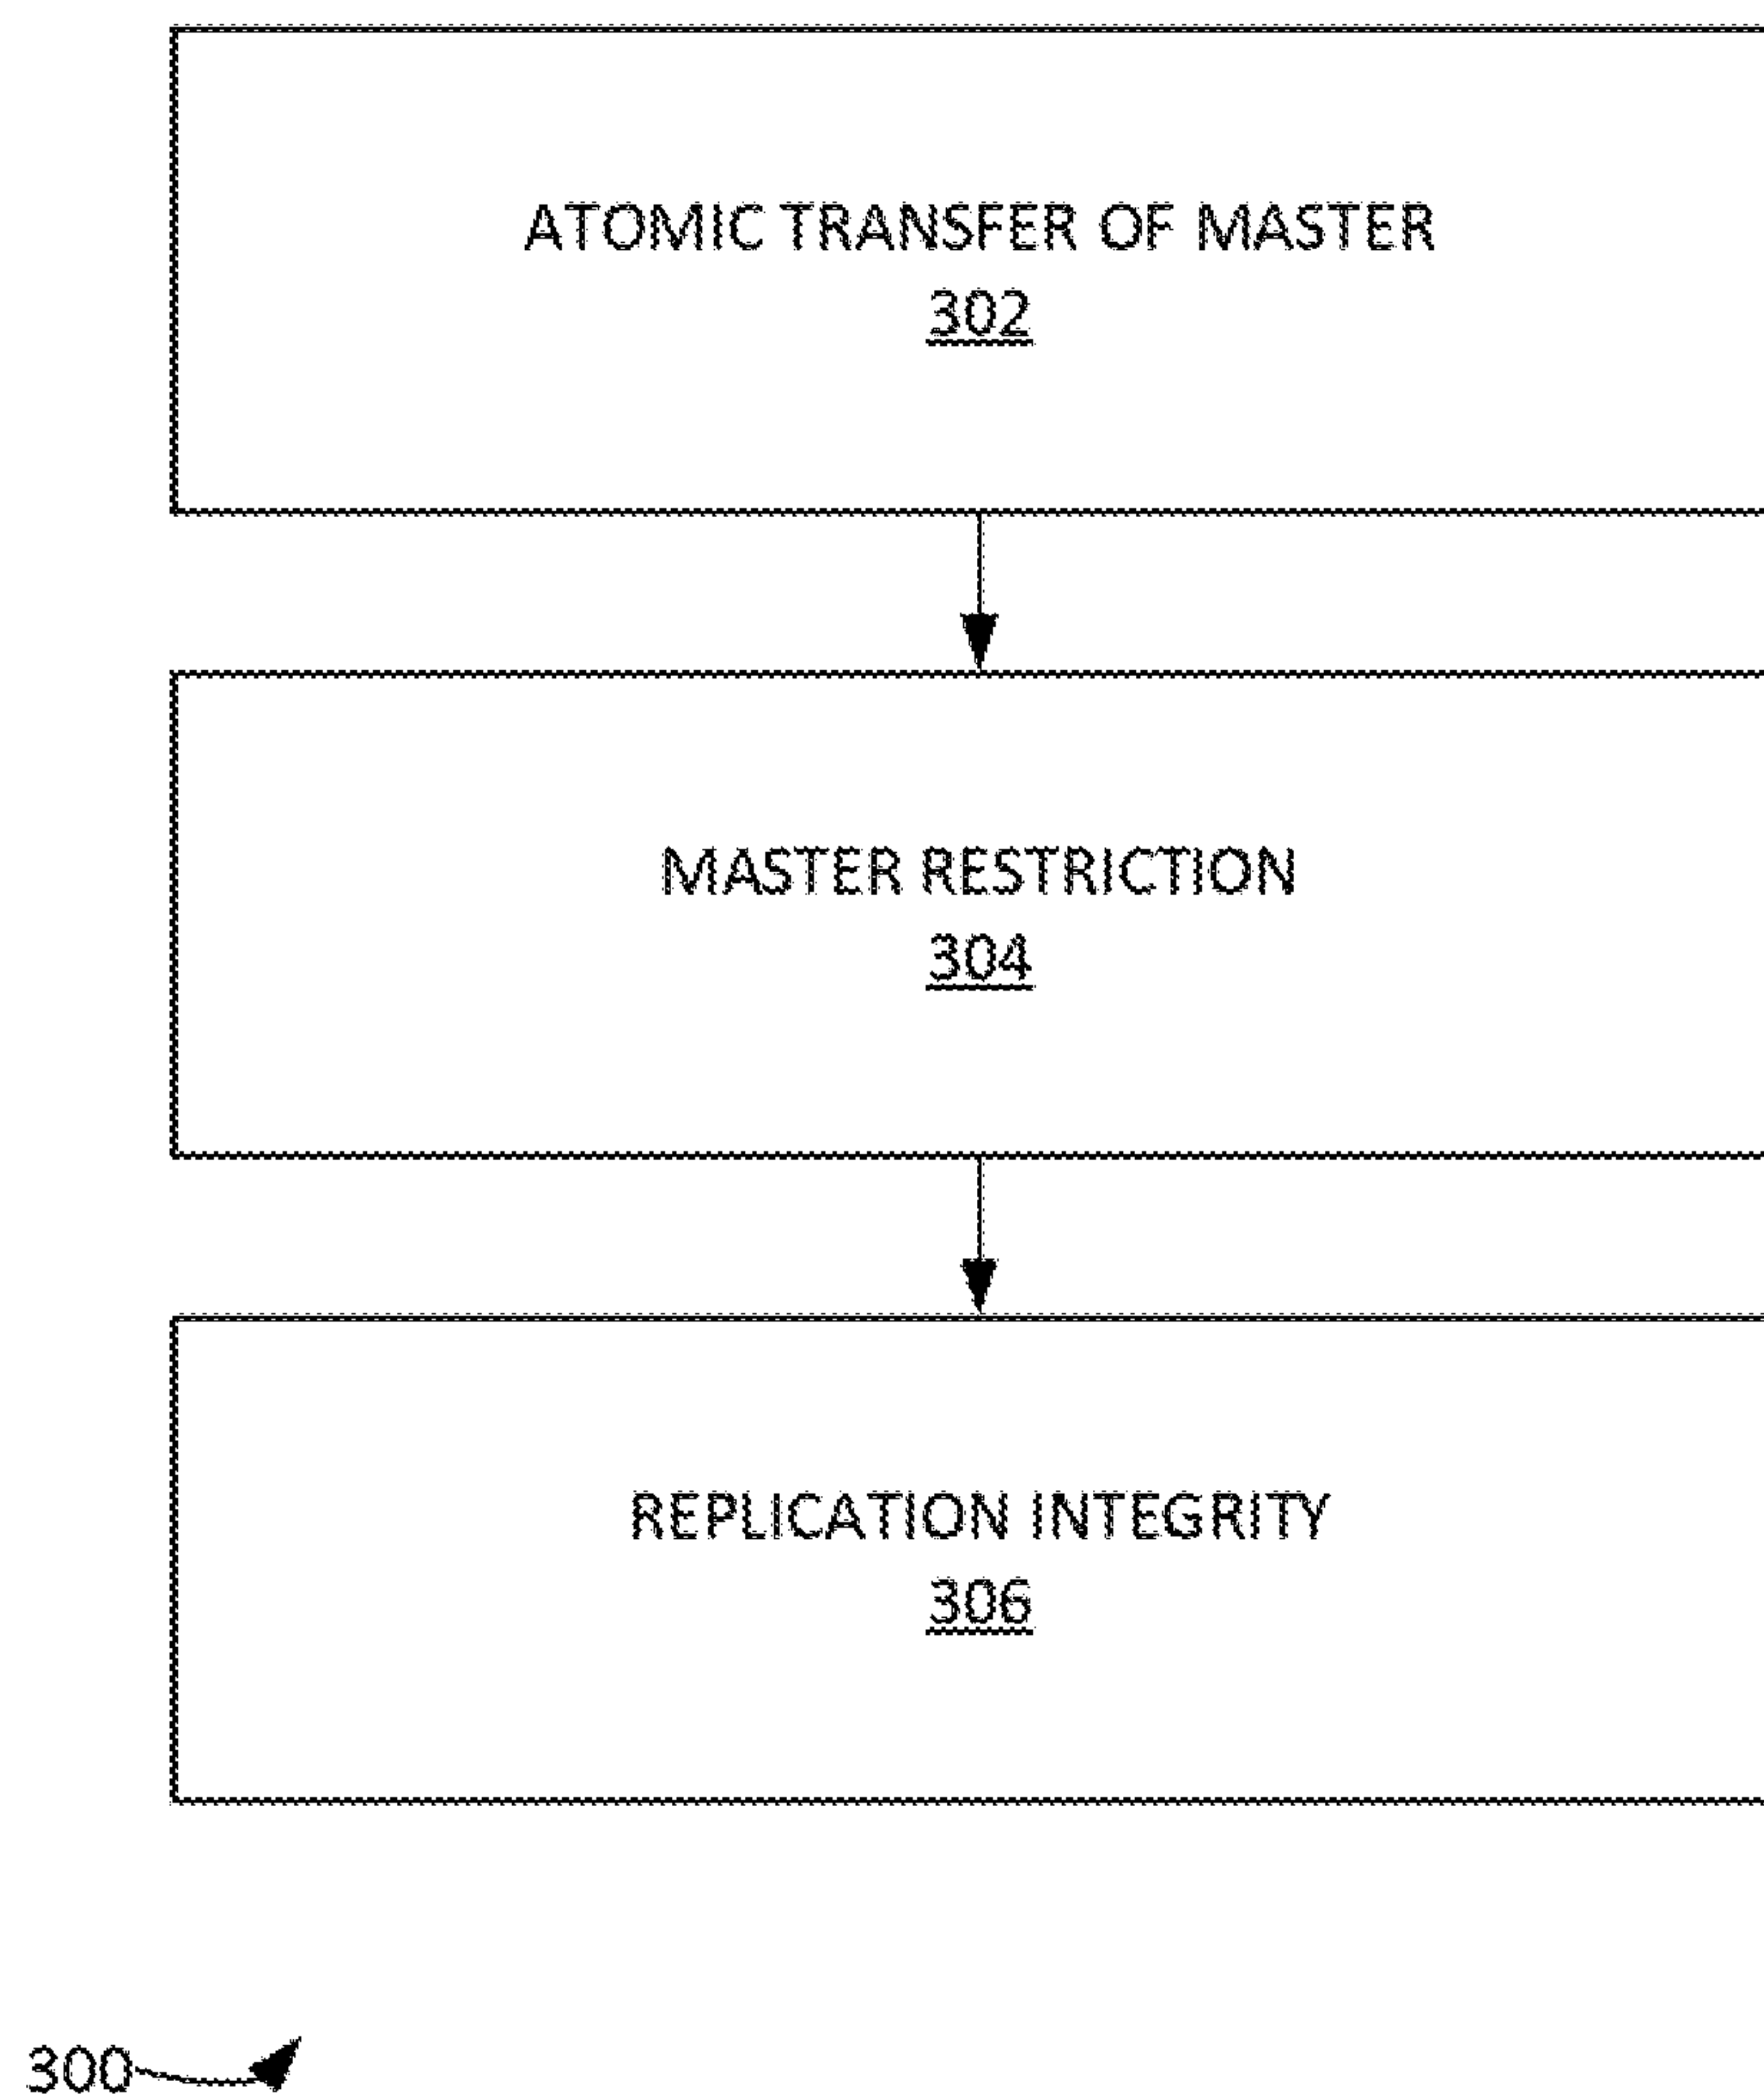 ATOMIC TRANSFER OF MASTER
302
MASTER RESTRICTION
304
REPLICATION INTEGRITY
306
300